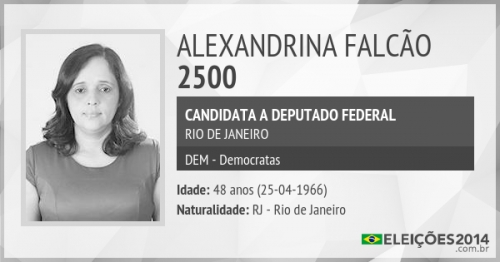 ALEXANDRINA FALCÃO
2500
CANDIDATA A DEPUTADO FEDERAL
RIO DE JANEIRO
DEM - Democratas
Idade: 48 anos (25-04-1966)
Naturalidade: RJ - Rio de Janeiro
ELEIÇÕES2014
.com.br